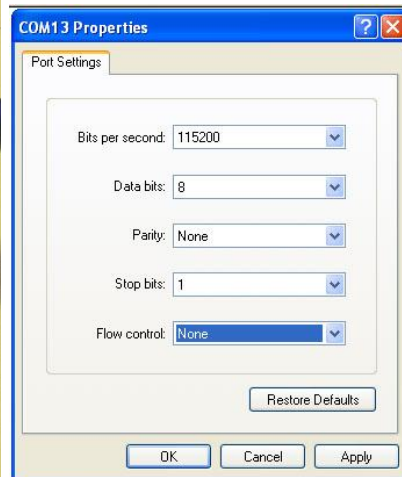 COM13 Properties
Port Settings
Bits per second: 115200
Data bits: 8
Parity: None
Stop bits: 1
Flow control: None
Restore Defaults
OK Cancel Apply